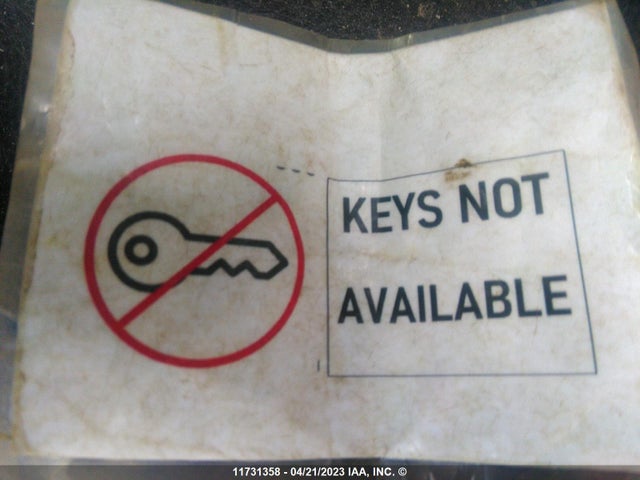 KEYS NOT
AVAILABLE
11731358 - 04/21/2023 IAA, INC. ©